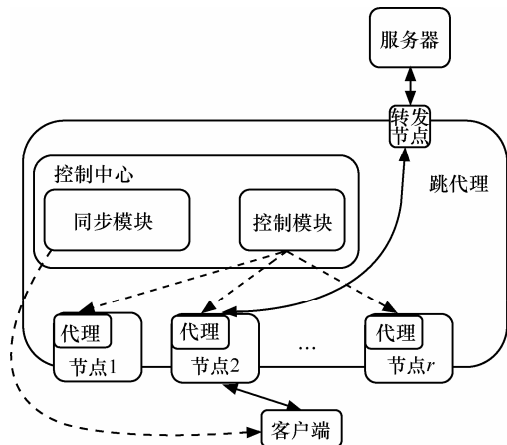 服务器
转发
节点
跳代理
控制中心
同步模块
控制模块
代理
节点1
代理
节点2
...
代理
节点r
客户端